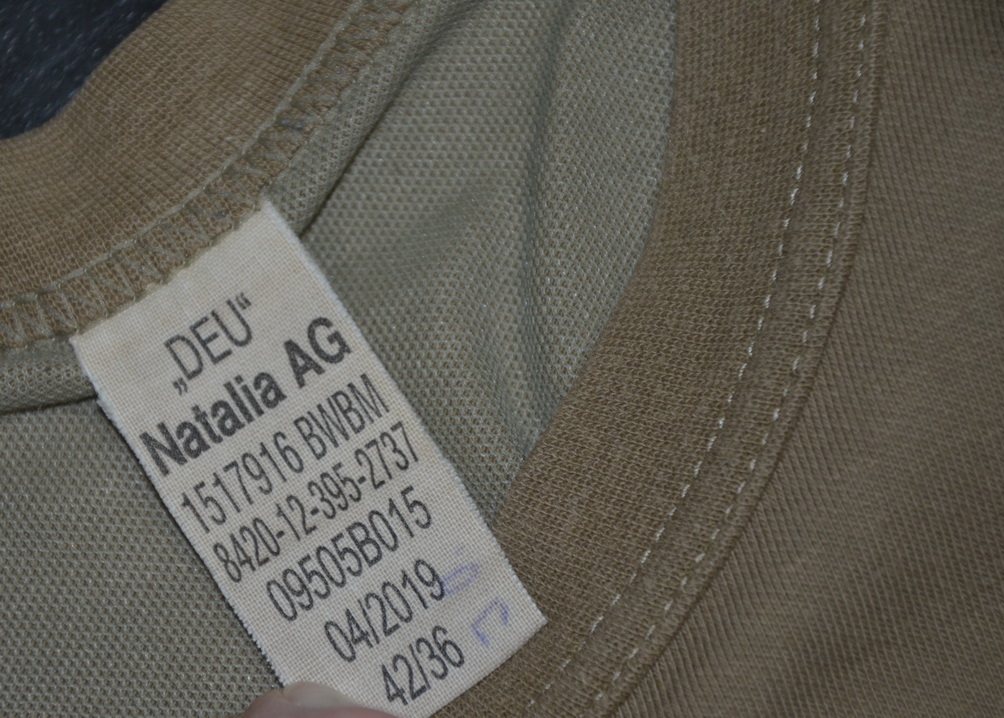 „DEU“
Natalia AG
1517916 BWBM
8420-12-395-2737
09505B015
04/2019
42/36